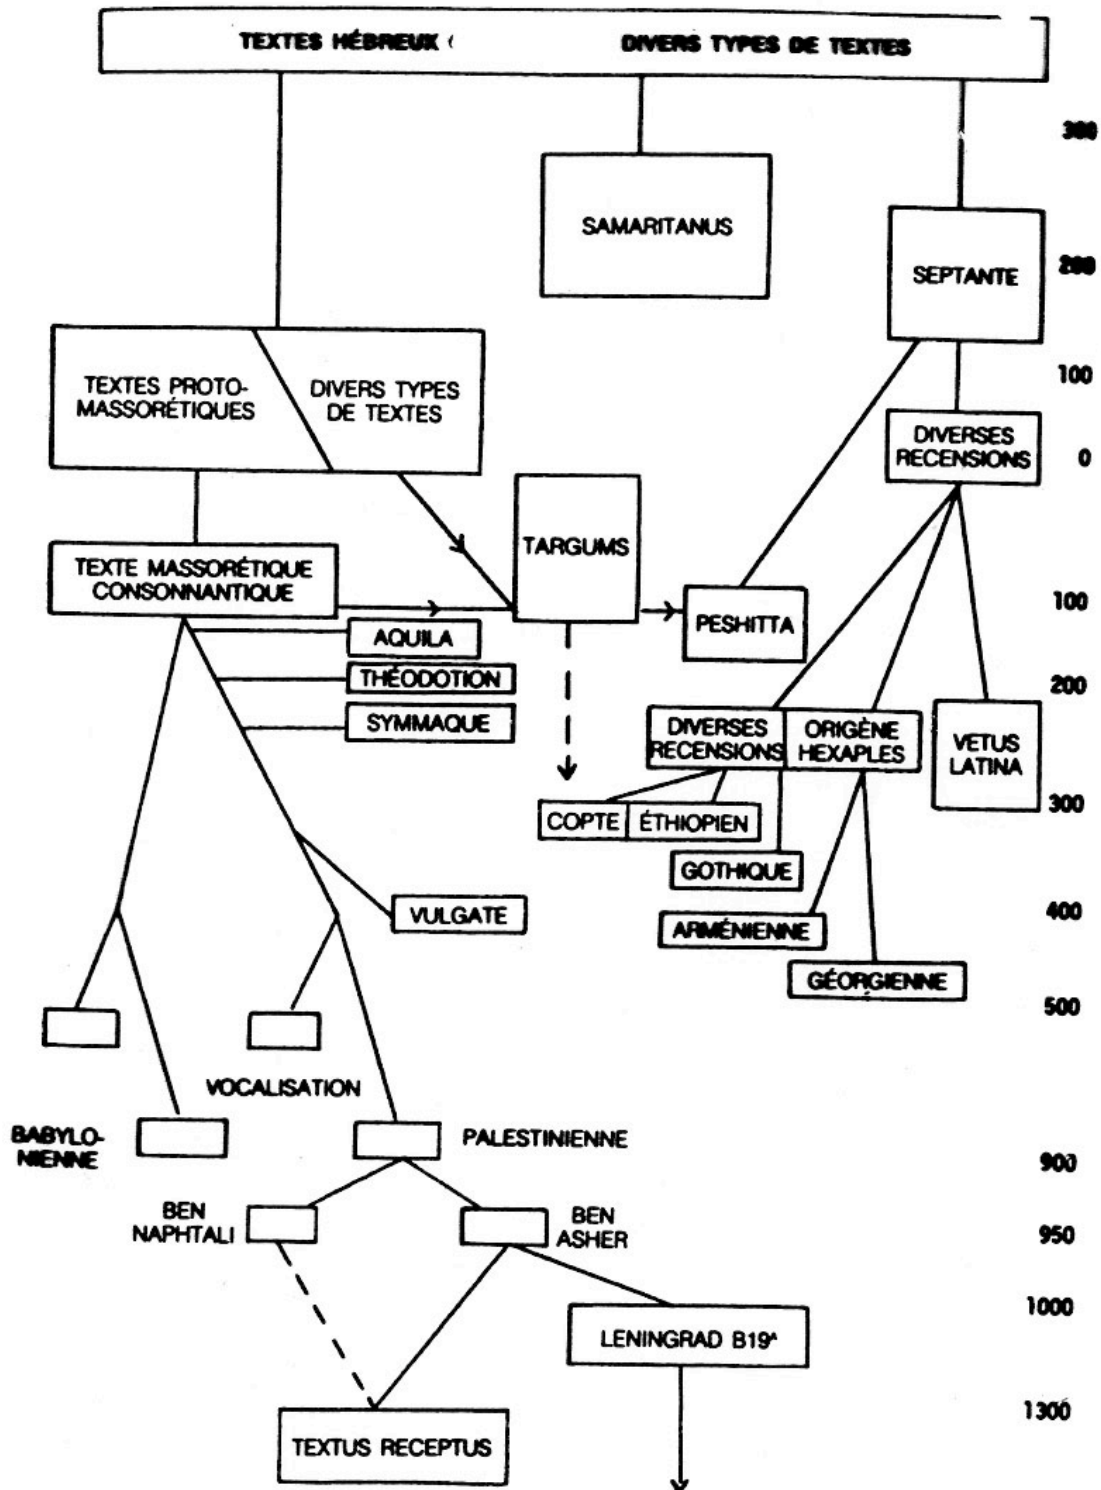 TEXTES HÉBREUX ( DIVERS TYPES DE TEXTES
300
SAMARITANUS
SEPTANTE
200
TEXTES PROTO-
MASSORÉTIQUES
DIVERS TYPES
DE TEXTES
100
DIVERSES
RECENSIONS
0
TARGUMS
TEXTE MASSORÉTIQUE
CONSONNANTIQUE
PESHITTA
100
AQUILA
THÉODOTION
SYMMAQUE
200
DIVERSES
RECENSIONS
ORIGÈNE
HEXAPLES
VETUS
LATINA
300
COPTE
ÉTHIOPIEN
GOTHIQUE
VULGATE
ARMÉNIENNE
400
GÉORGIENNE
500
VOCALISATION
BABYLO-
NIENNE
PALESTINIENNE
900
BEN
NAPHTALI
BEN
ASHER
950
1000
LENINGRAD B19ᴬ
1300
TEXTUS RECEPTUS